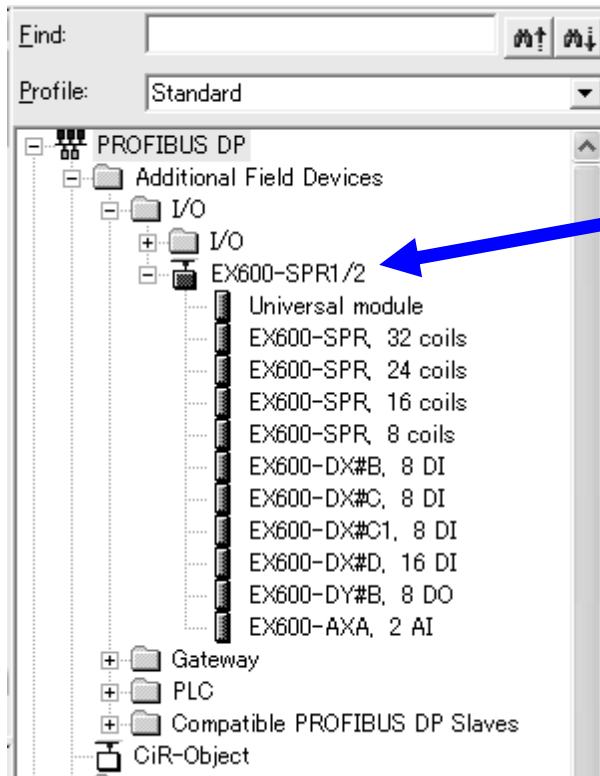 Find:
Profile: Standard
PROFIBUS DP
Additional Field Devices
I/O
I/O
EX600-SPR1/2
Universal module
EX600-SPR, 32 coils
EX600-SPR, 24 coils
EX600-SPR, 16 coils
EX600-SPR, 8 coils
EX600-DX#B, 8 DI
EX600-DX#C, 8 DI
EX600-DX#C1, 8 DI
EX600-DX#D, 16 DI
EX600-DY#B, 8 DO
EX600-AXA, 2 AI
Gateway
PLC
Compatible PROFIBUS DP Slaves
CiR-Object